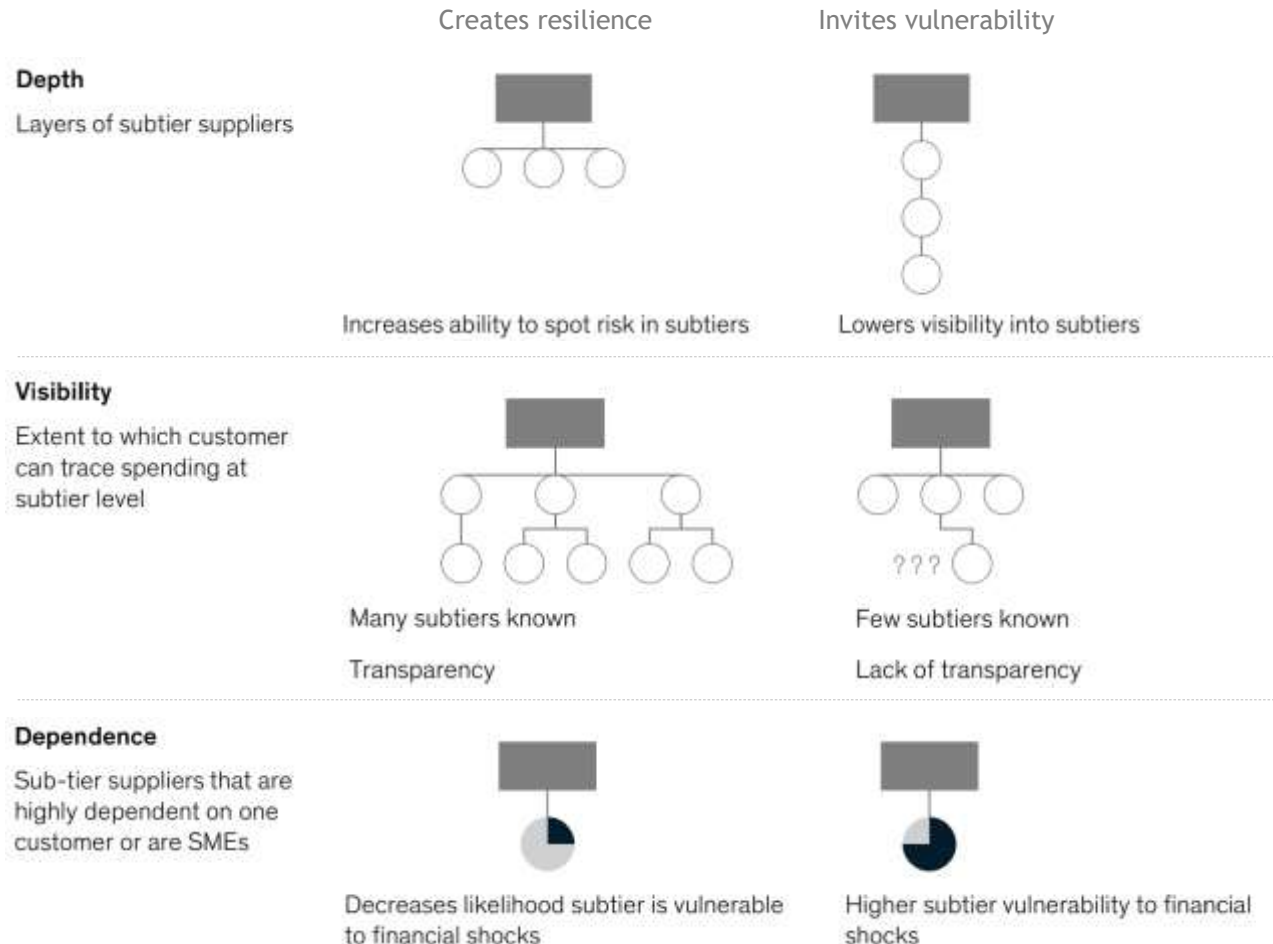 Creates resilience
Invites vulnerability
Depth
Layers of subtier suppliers
Increases ability to spot risk in subtiers
Lowers visibility into subtiers
Visibility
Extent to which customer
can trace spending at
subtier level
???
Many subtiers known
Few subtiers known
Transparency
Lack of transparency
Dependence
Sub-tier suppliers that are
highly dependent on one
customer or are SMEs
Decreases likelihood subtier is vulnerable
to financial shocks
Higher subtier vulnerability to financial
shocks